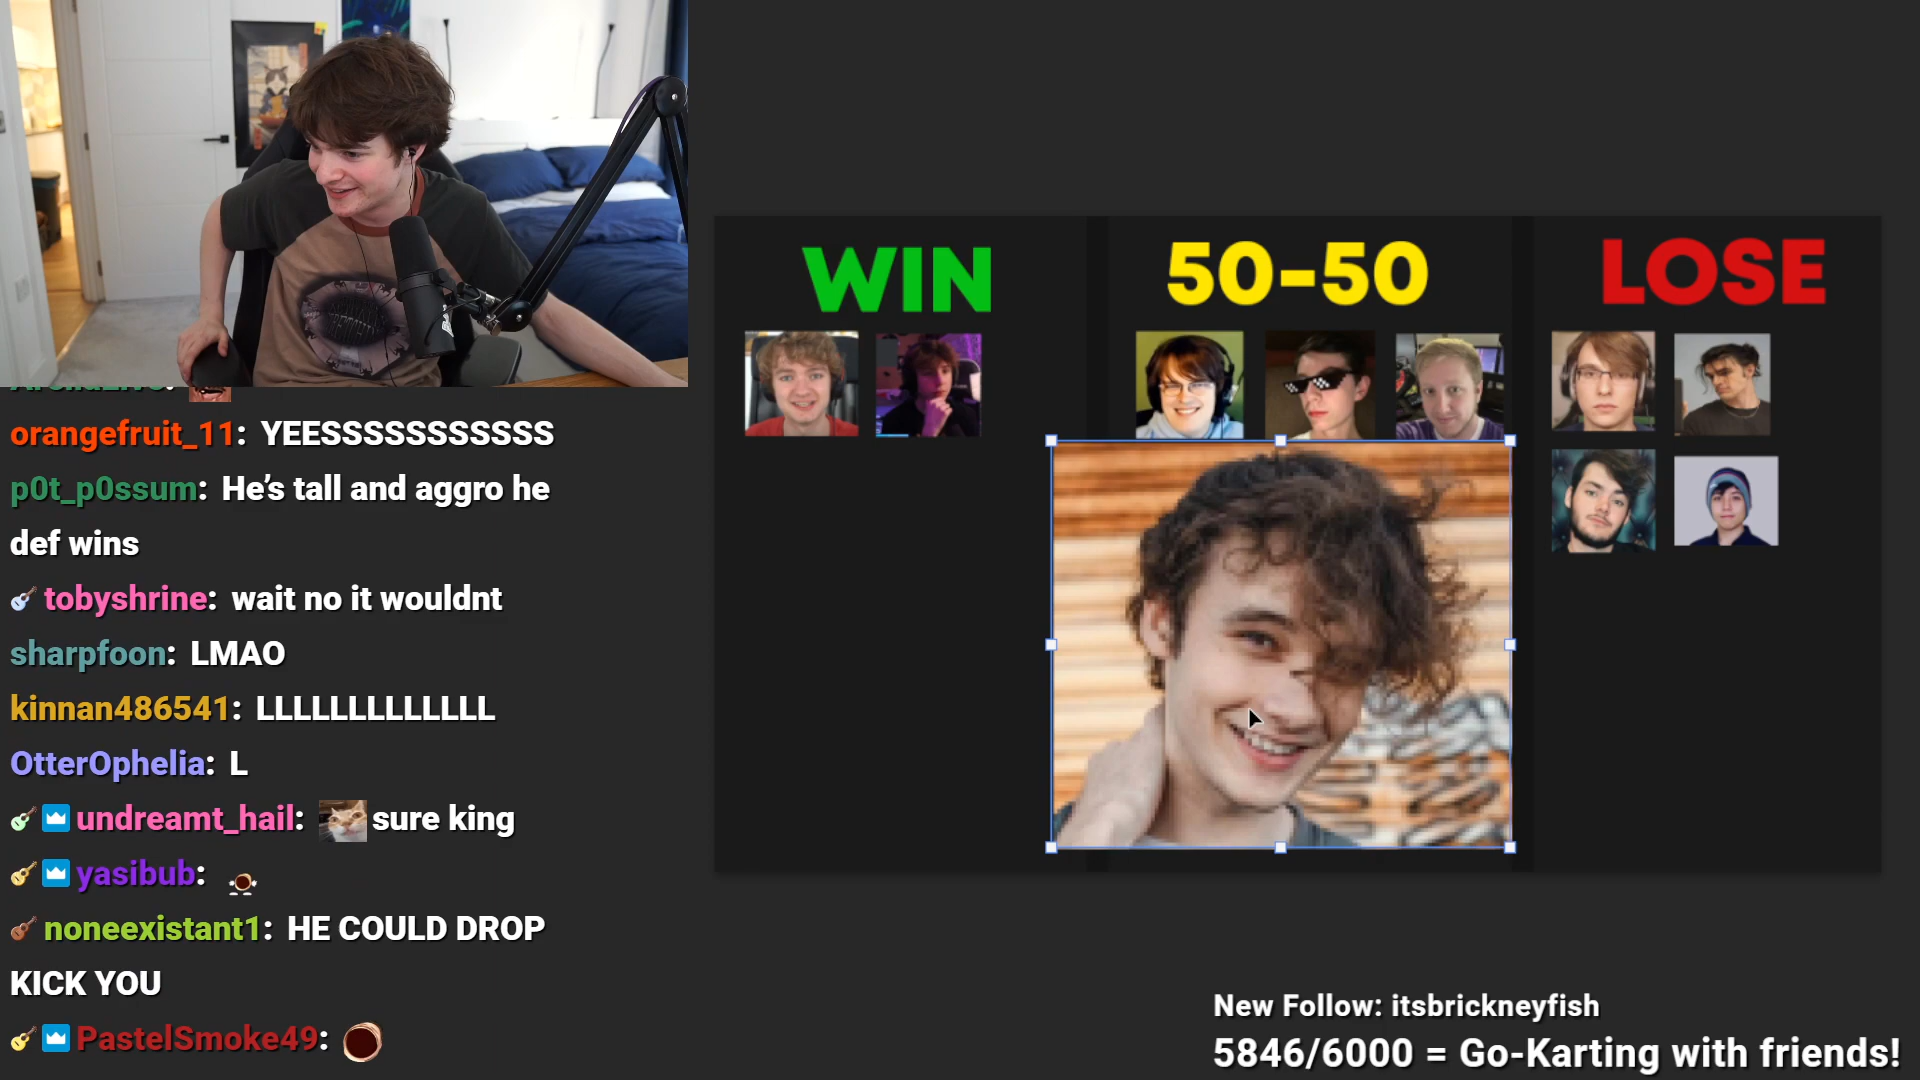 WIN
50-50
LOSE
orangefruit_11: YEESSSSSSSSSSS
p0t_p0ssum: He’s tall and aggro he
def wins
tobyshrine: wait no it wouldnt
sharpfoon: LMAO
kinnan486541: LLLLLLLLLLLLL
OtterOphelia: L
undreamt_hail: sure king
yasibub:
noneexistant1: HE COULD DROP
KICK YOU
PastelSmoke49:
New Follow: itsbrickneyfish
5846/6000 = Go-Karting with friends!